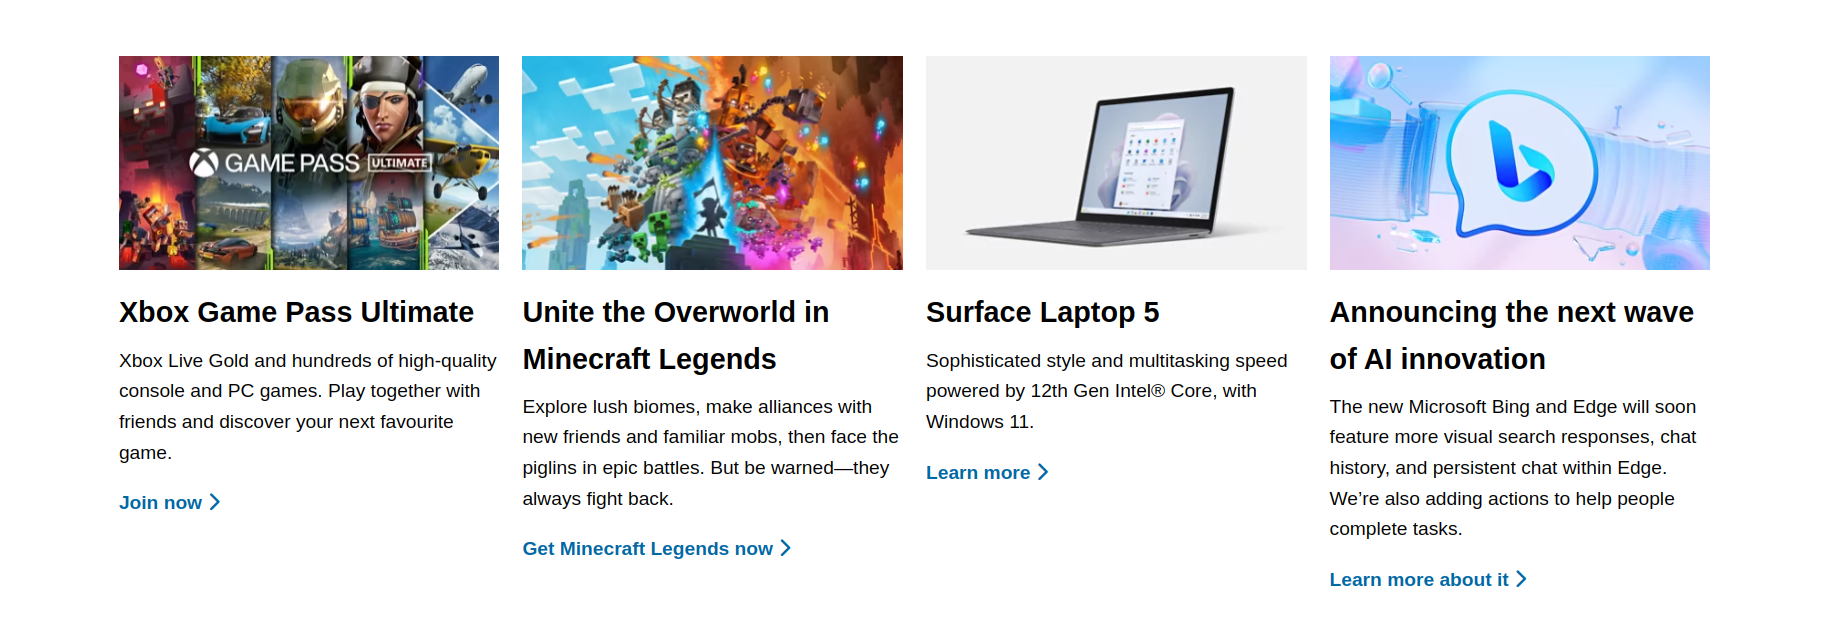 GAME PASS ULTIMATE
Xbox Game Pass Ultimate
Xbox Live Gold and hundreds of high-quality
console and PC games. Play together with
friends and discover your next favourite
game.
Join now
Unite the Overworld in
Minecraft Legends
Explore lush biomes, make alliances with
new friends and familiar mobs, then face the
piglins in epic battles. But be warned—they
always fight back.
Get Minecraft Legends now
Surface Laptop 5
Sophisticated style and multitasking speed
powered by 12th Gen Intel® Core, with
Windows 11.
Learn more
Announcing the next wave
of AI innovation
The new Microsoft Bing and Edge will soon
feature more visual search responses, chat
history, and persistent chat within Edge.
We’re also adding actions to help people
complete tasks.
Learn more about it